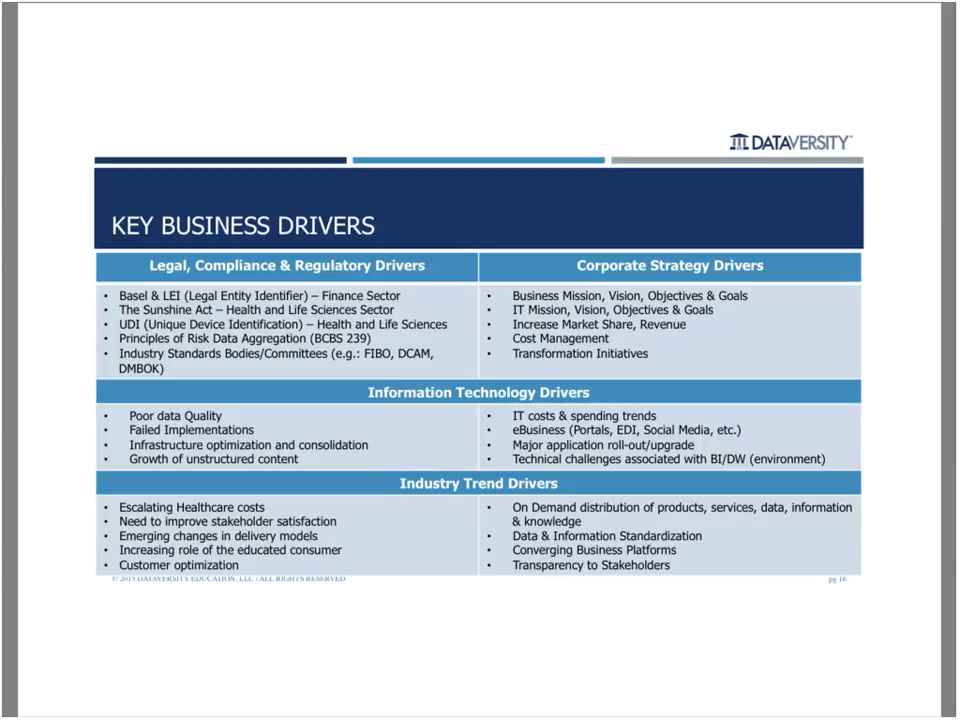 DATAVERSITY
KEY BUSINESS DRIVERS
Legal, Compliance & Regulatory Drivers
Corporate Strategy Drivers
• Basel & LEI (Legal Entity Identifier) – Finance Sector
• The Sunshine Act – Health and Life Sciences Sector
• UDI (Unique Device Identification) – Health and Life Sciences
• Principles of Risk Data Aggregation (BCBS 239)
• Industry Standards Bodies/Committees (e.g.: FIBO, DCAM,
DMBOK)
• Business Mission, Vision, Objectives & Goals
• IT Mission, Vision, Objectives & Goals
• Increase Market Share, Revenue
• Cost Management
• Transformation Initiatives
Information Technology Drivers
• Poor data Quality
• Failed Implementations
• Infrastructure optimization and consolidation
• Growth of unstructured content
• IT costs & spending trends
• eBusiness (Portals, EDI, Social Media, etc.)
• Major application roll-out/upgrade
• Technical challenges associated with BI/DW (environment)
Industry Trend Drivers
• Escalating Healthcare costs
• Need to improve stakeholder satisfaction
• Emerging changes in delivery models
• Increasing role of the educated consumer
• Customer optimization
• On Demand distribution of products, services, data, information
& knowledge
• Data & Information Standardization
• Converging Business Platforms
• Transparency to Stakeholders
© 2015 DATAVERSITY EDUCATION, LLC | ALL RIGHTS RESERVED
pg 16